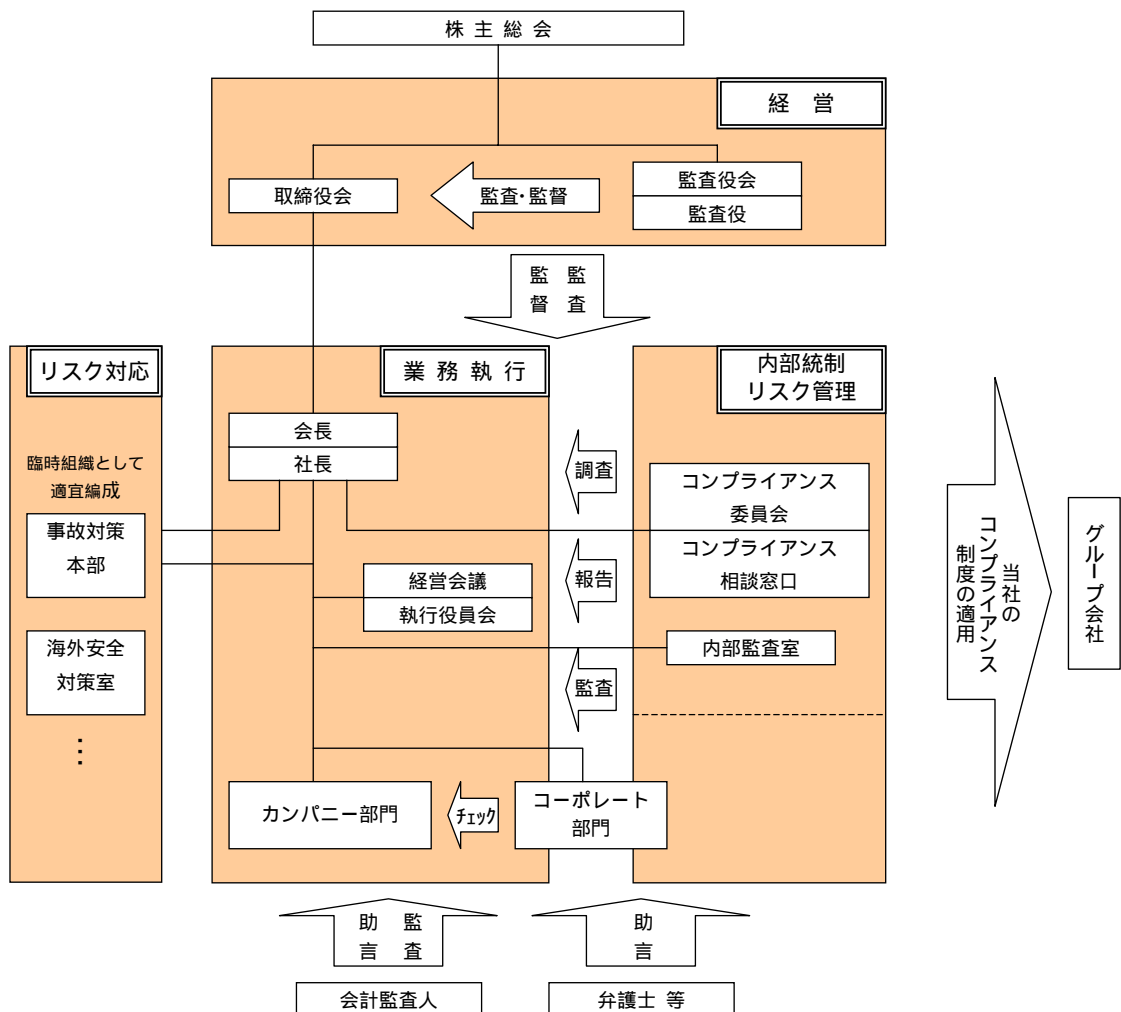 株 主 総 会
経 営
取締役会
監査・監督
監査役会
監査役
監査
監督
リスク対応
業 務 執 行
内部統制
リスク管理
臨時組織として
適宜編成
事故対策
本部
海外安全
対策室
⋮
会長
社長
経営会議
執行役員会
調査
報告
監査
コンプライアンス
委員会
コンプライアンス
相談窓口
内部監査室
カンパニー部門
チェック
コーポレート
部門
当社の
コンプライアンス
制度の適用
グループ会社
監査
助言
助言
会計監査人
弁護士 等